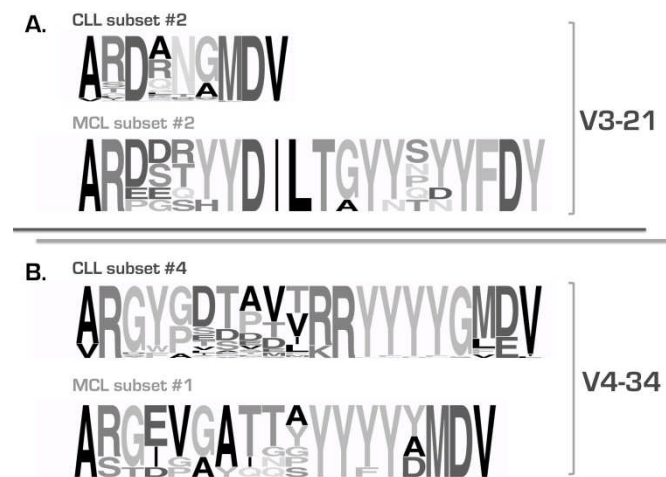 A.
CLL subset #2
ARDANGMDV
MCL subset #2
ARDDRYYDILTGYYSYYFDY
V3-21
B.
CLL subset #4
ARGYGDTAVTRRYYYYGMDV
MCL subset #1
ARGEVGATTAYYYYYMDV
V4-34